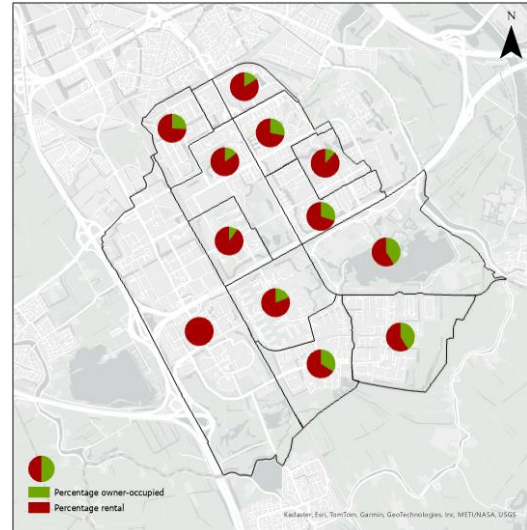 N
Percentage owner-occupied
Percentage rental
Kadaster, Esri, TomTom, Garmin, GeoTechnologies, Inc, METI/NASA, USGS